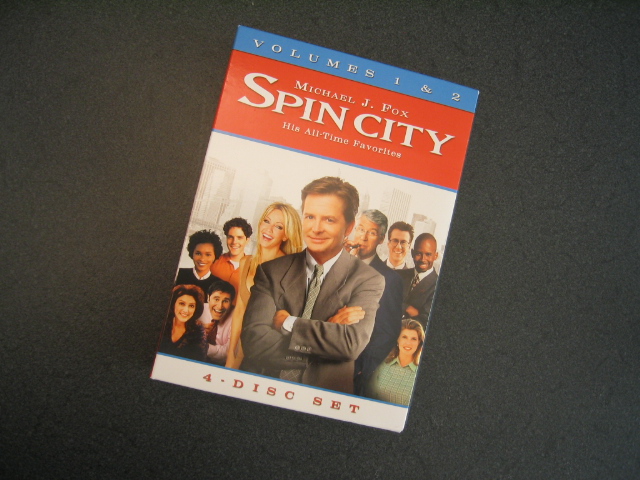 VOLUMES 1 & 2
MICHAEL J. FOX
SPIN CITY
His All-Time Favorites
4-DISC SET